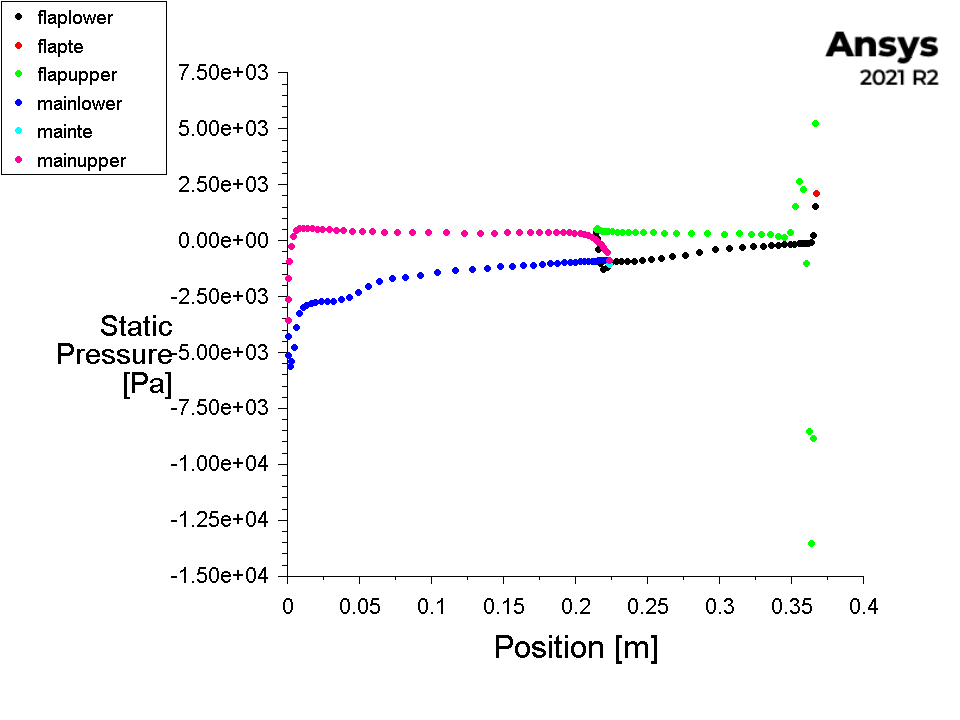 flaplower
flapte
flapupper
mainlower
mainte
mainupper
Ansys
2021 R2
7.50e+03
5.00e+03
2.50e+03
0.00e+00
-2.50e+03
-5.00e+03
-7.50e+03
-1.00e+04
-1.25e+04
-1.50e+04
Static
Pressure
[Pa]
0 0.05 0.1 0.15 0.2 0.25 0.3 0.35 0.4
Position [m]